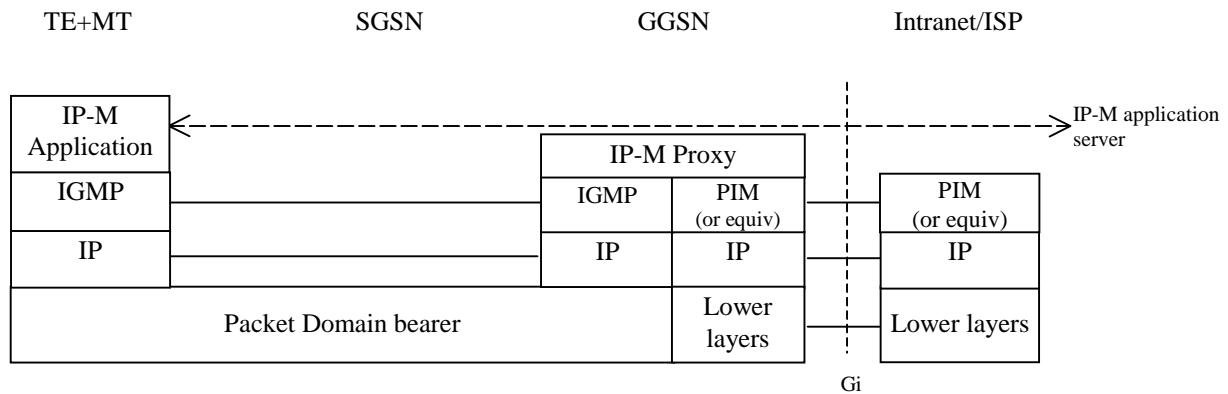 TE+MT SGSN GGSN Intranet/ISP
IP-M
Application
IP-M application
server
IP-M Proxy
IGMP IGMP PIM
(or equiv)
PIM
(or equiv)
IP IP IP IP
Packet Domain bearer
Lower
layers
Lower layers
Gi